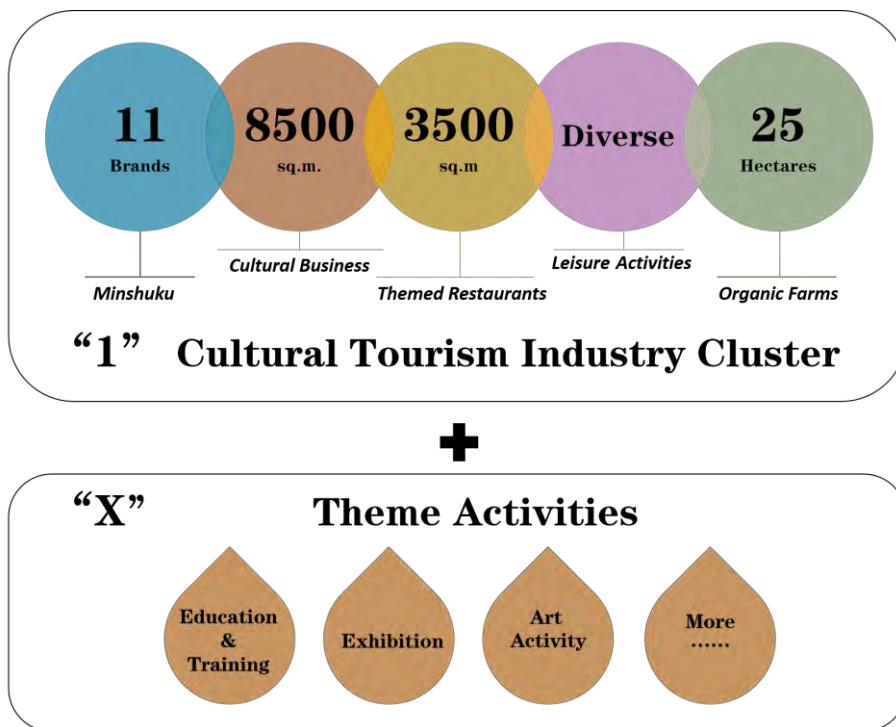 11
Brands
8500
sq.m.
3500
sq.m
Diverse
25
Hectares
Minshuku
Cultural Business
Themed Restaurants
Leisure Activities
Organic Farms
“1” Cultural Tourism Industry Cluster
+
“X” Theme Activities
Education
&
Training
Exhibition
Art
Activity
More
......